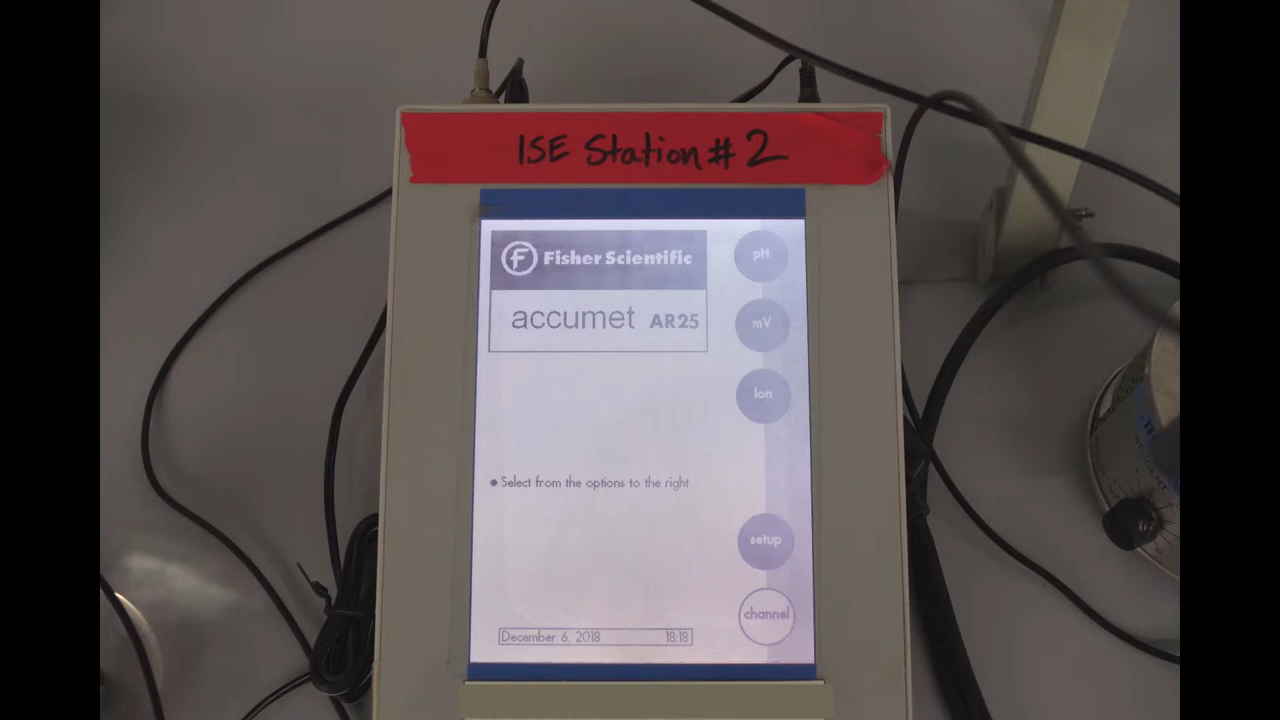 ISE Station # 2
Fisher Scientific
accumet AR25
pH
mV
Ion
• Select from the options to the right
setup
channel
December 6, 2018 18:18